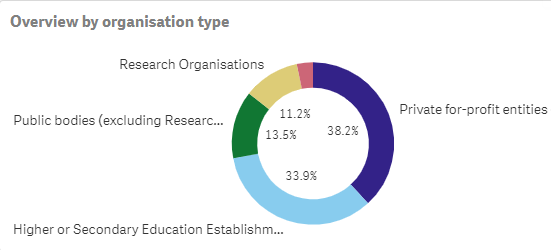 Overview by organisation type
Research Organisations
Private for-profit entities
11.2%
Public bodies (excluding Researc...
13.5%
38.2%
33.9%
Higher or Secondary Education Establishm...